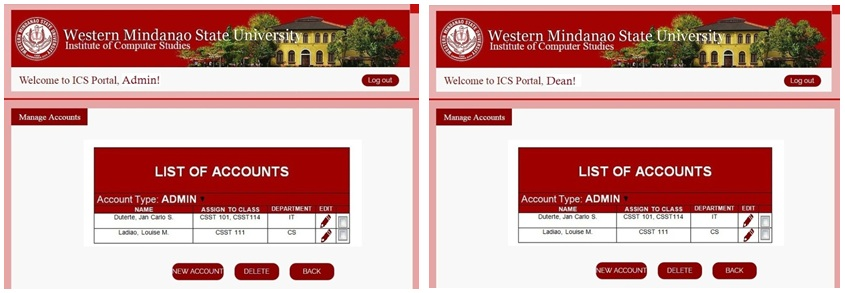 Western Mindanao State University
Institute of Computer Studies
Welcome to ICS Portal, Admin!
Log out
Manage Accounts
LIST OF ACCOUNTS
Account Type: ADMIN
NAME ASSIGN TO CLASS DEPARTMENT EDIT
Duterte, Jan Carlo S. CSST 101, CSST114 IT
Ladiao, Louise M. CSST 111 CS
NEW ACCOUNT DELETE BACK
Western Mindanao State University
Institute of Computer Studies
Welcome to ICS Portal, Dean!
Log out
Manage Accounts
LIST OF ACCOUNTS
Account Type: ADMIN
NAME ASSIGN TO CLASS DEPARTMENT EDIT
Duterte, Jan Carlo S. CSST 101, CSST114 IT
Ladiao, Louise M. CSST 111 CS
NEW ACCOUNT DELETE BACK